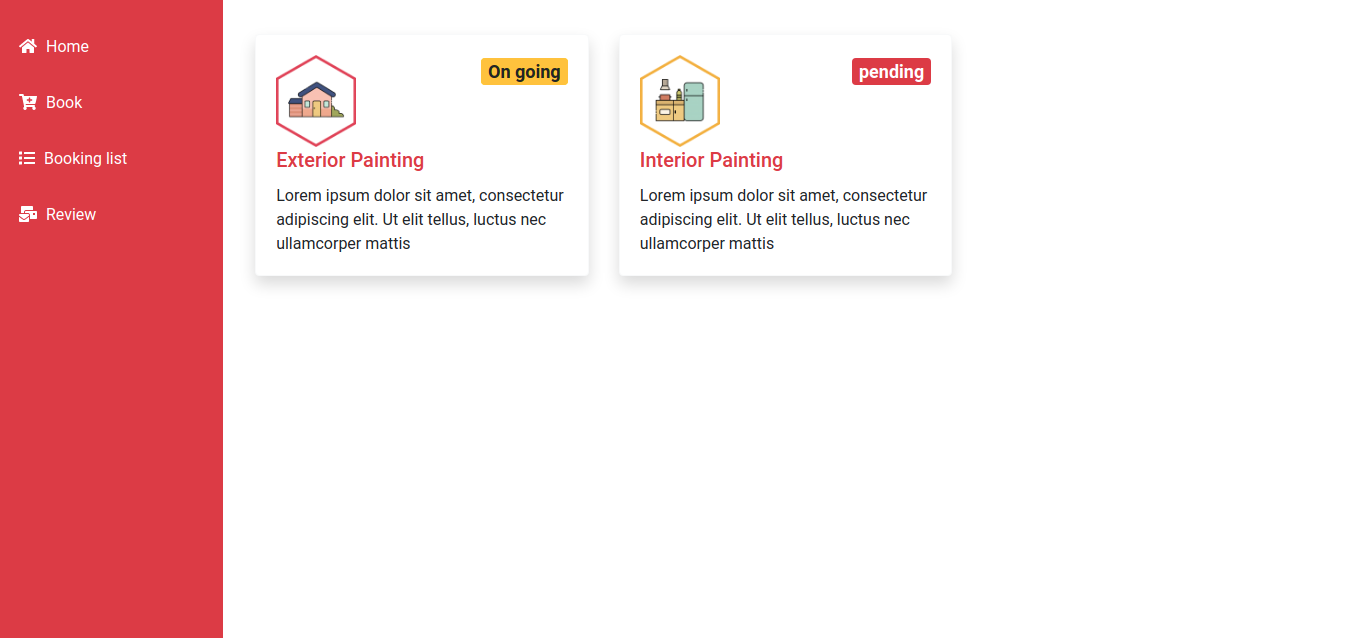 Home
Book
Booking list
Review
On going
Exterior Painting
Lorem ipsum dolor sit amet, consectetur
adipiscing elit. Ut elit tellus, luctus nec
ullamcorper mattis
pending
Interior Painting
Lorem ipsum dolor sit amet, consectetur
adipiscing elit. Ut elit tellus, luctus nec
ullamcorper mattis